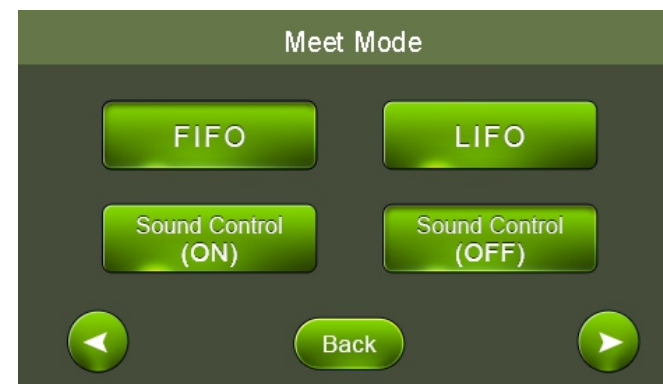 Meet Mode
FIFO
LIFO
Sound Control
(ON)
Sound Control
(OFF)
Back